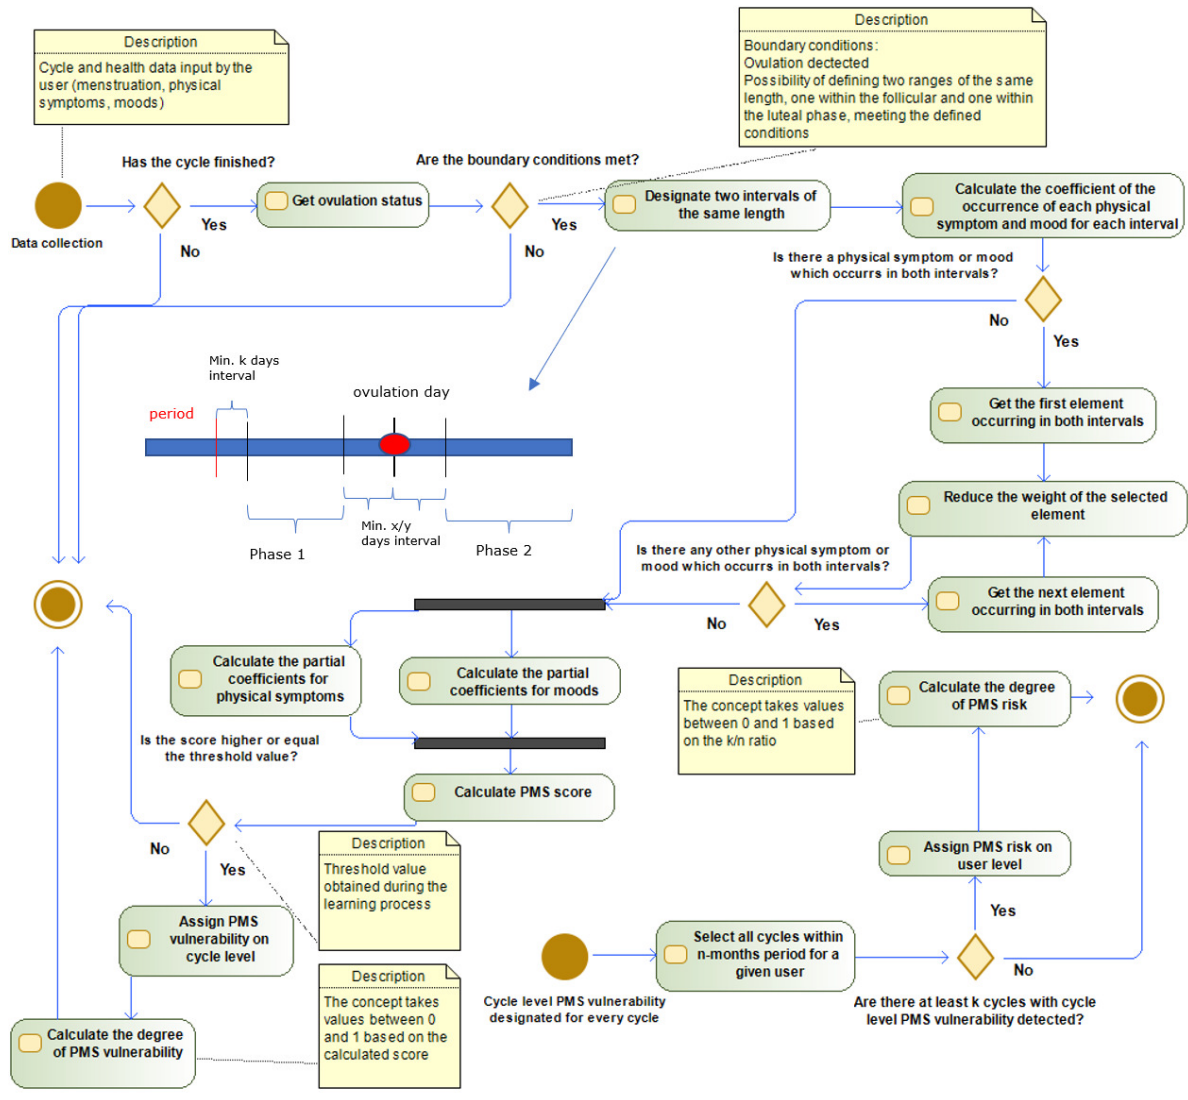 Description
Cycle and health data input by the
user (menstruation, physical
symptoms, moods)
Description
Boundary conditions:
Ovulation dectected
Possibility of defining two ranges of the same
length, one within the follicular and one within
the luteal phase, meeting the defined
conditions
Data collection
Has the cycle finished?
Yes
No
Get ovulation status
Are the boundary conditions met?
Yes
No
Designate two intervals of
the same length
Calculate the coefficient of the
occurrence of each physical
symptom and mood for each interval
Is there a physical symptom or mood
which occurrs in both intervals?
No
Yes
Min. k days
interval
period
ovulation day
Phase 1
Min. x/y
days interval
Phase 2
Get the first element
occurring in both intervals
Reduce the weight of the selected
element
Is there any other physical symptom or
mood which occurrs in both intervals?
No
Yes
Get the next element
occurring in both intervals
Calculate the partial
coefficients for
physical symptoms
Calculate the partial
coefficients for moods
Calculate PMS score
Is the score higher or equal
the threshold value?
No
Yes
Description
Threshold value
obtained during the
learning process
Assign PMS
vulnerability on
cycle level
Description
The concept takes
values between 0
and 1 based on the
calculated score
Calculate the degree
of PMS vulnerability
Description
The concept takes values
between 0 and 1 based
on the k/n ratio
Calculate the degree
of PMS risk
Assign PMS risk on
user level
Yes
No
Select all cycles within
n-months period for a
given user
Cycle level PMS vulnerability
designated for every cycle
Are there at least k cycles with cycle
level PMS vulnerability detected?